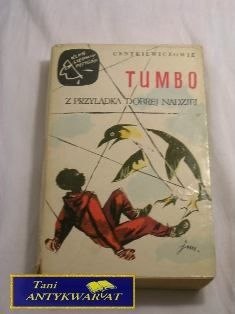 CENTKIEWICZOWIE
TUMBO
Z PRZYLĄDKA DOBREJ NADZIEI
Tani
ANTYKWARIAT